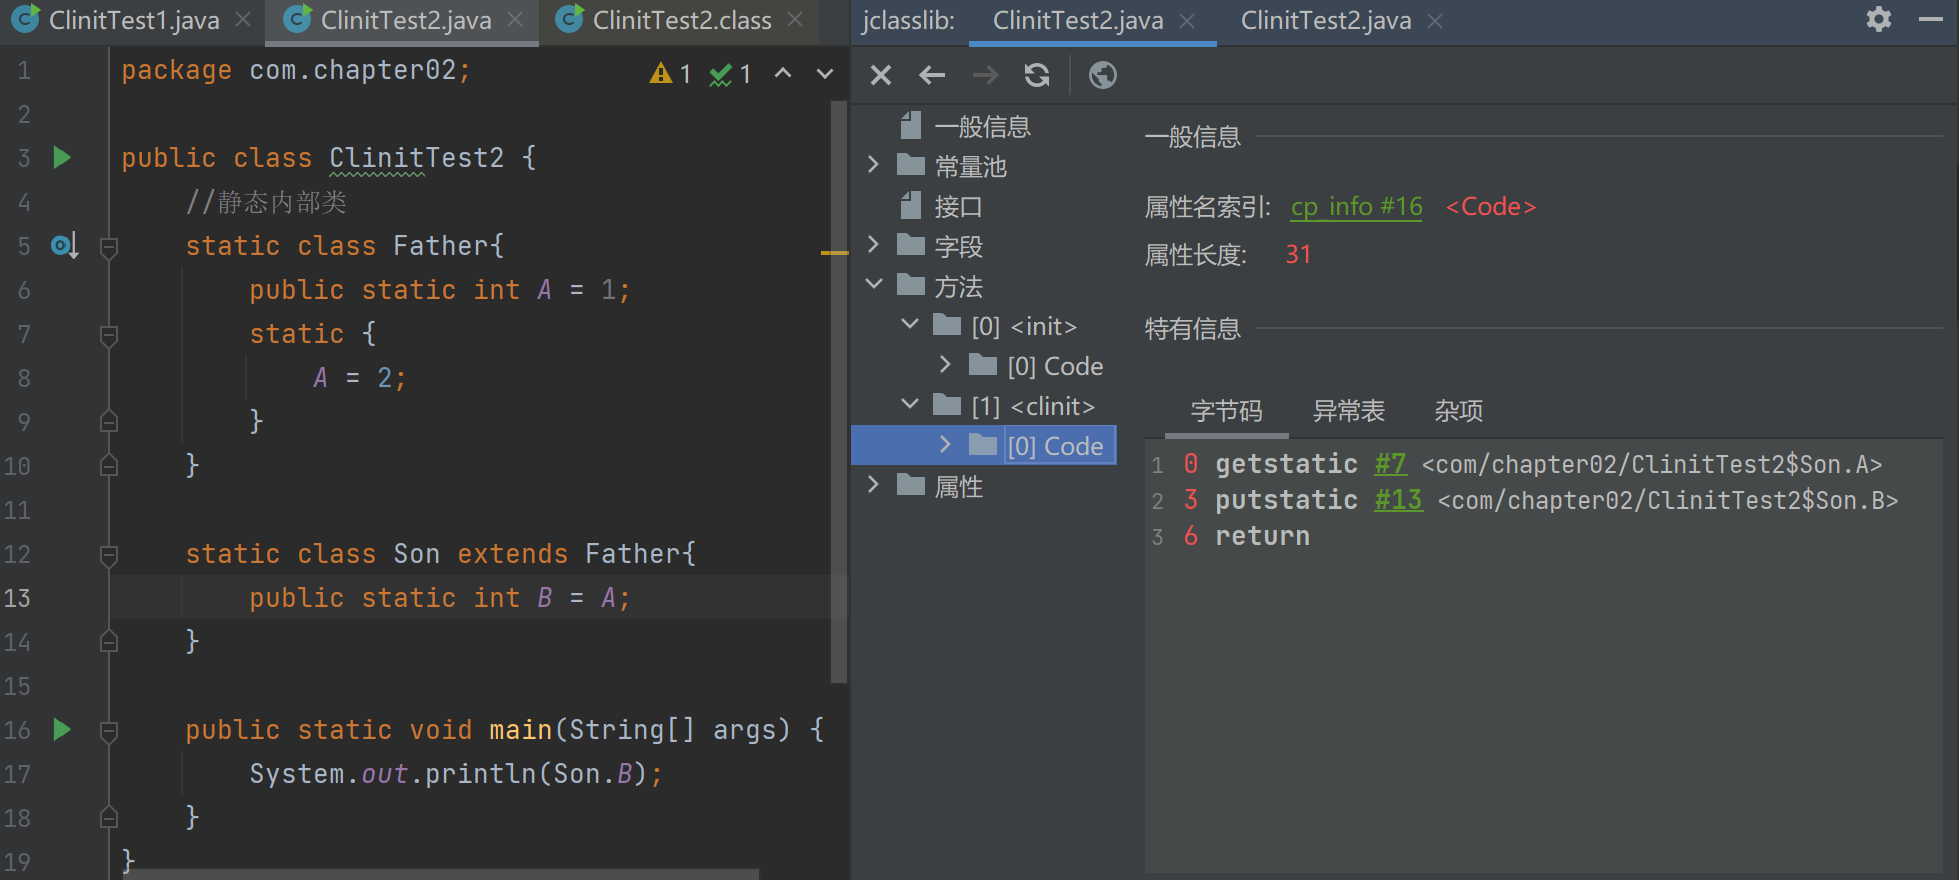 ClinitTest1.java ClinitTest2.java ClinitTest2.class
1 package com.chapter02; 1 1
2
3 public class ClinitTest2 {
4 //静态内部类
5 static class Father{
6 public static int A = 1;
7 static {
8 A = 2;
9 }
10 }
11
12 static class Son extends Father{
13 public static int B = A;
14 }
15
16 public static void main(String[] args) {
17 System.out.println(Son.B);
18 }
19 }
jclasslib: ClinitTest2.java ClinitTest2.java
一般信息
常量池
接口
字段
方法
[0] <init>
[0] Code
[1] <clinit>
[0] Code
属性
一般信息
属性名索引: cp_info #16 <Code>
属性长度: 31
特有信息
字节码 异常表 杂项
1 0 getstatic #7 <com/chapter02/ClinitTest2$Son.A>
2 3 putstatic #13 <com/chapter02/ClinitTest2$Son.B>
3 6 return